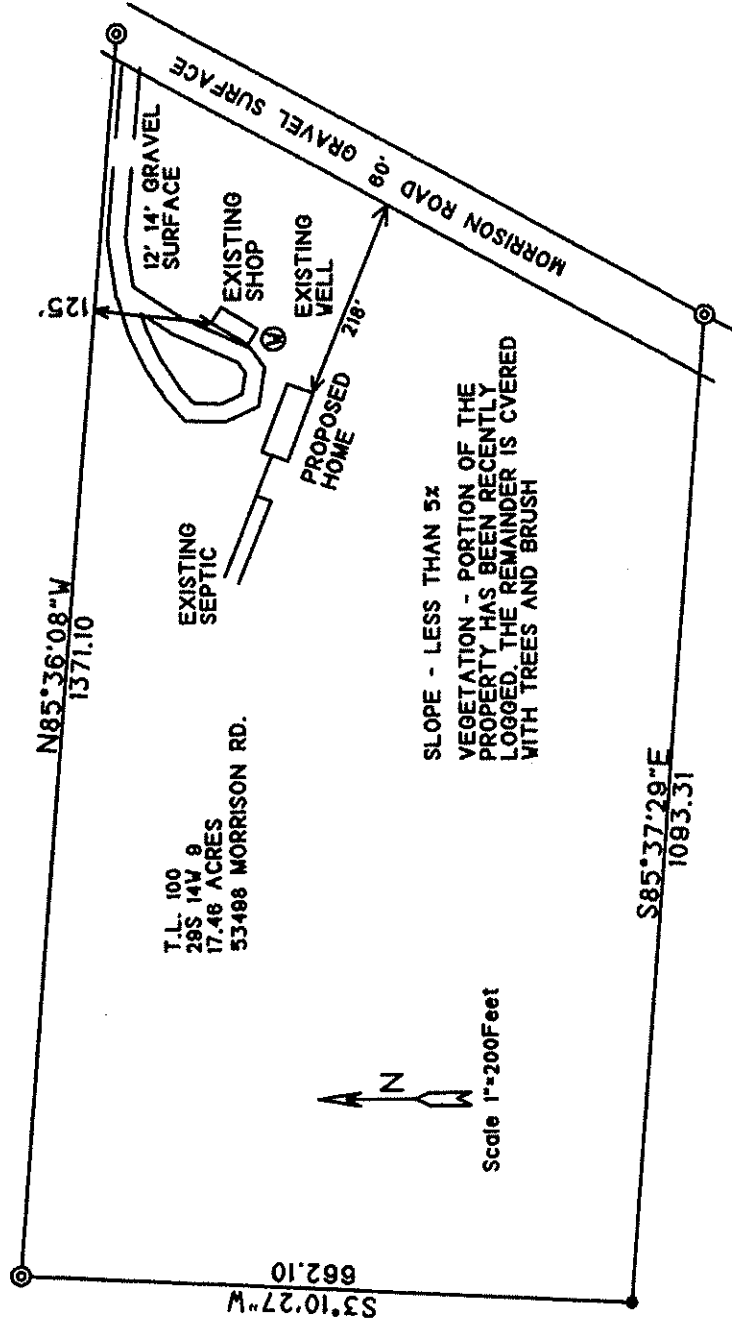 N85°36'08"W
1371.10
12' 14' GRAVEL
SURFACE
MORRISON ROAD 60' GRAVEL SURFACE
125'
EXISTING
SHOP
EXISTING
WELL
W
218'
PROPOSED
HOME
EXISTING
SEPTIC
T.L. 100
29S 14W 9
17.46 ACRES
53498 MORRISON RD.
SLOPE - LESS THAN 5%
VEGETATION - PORTION OF THE
PROPERTY HAS BEEN RECENTLY
LOGGED. THE REMAINDER IS CVERED
WITH TREES AND BRUSH
N
Scale 1"=200Feet
S3°10'27"W
662.10
S85°37'29"E
1093.31